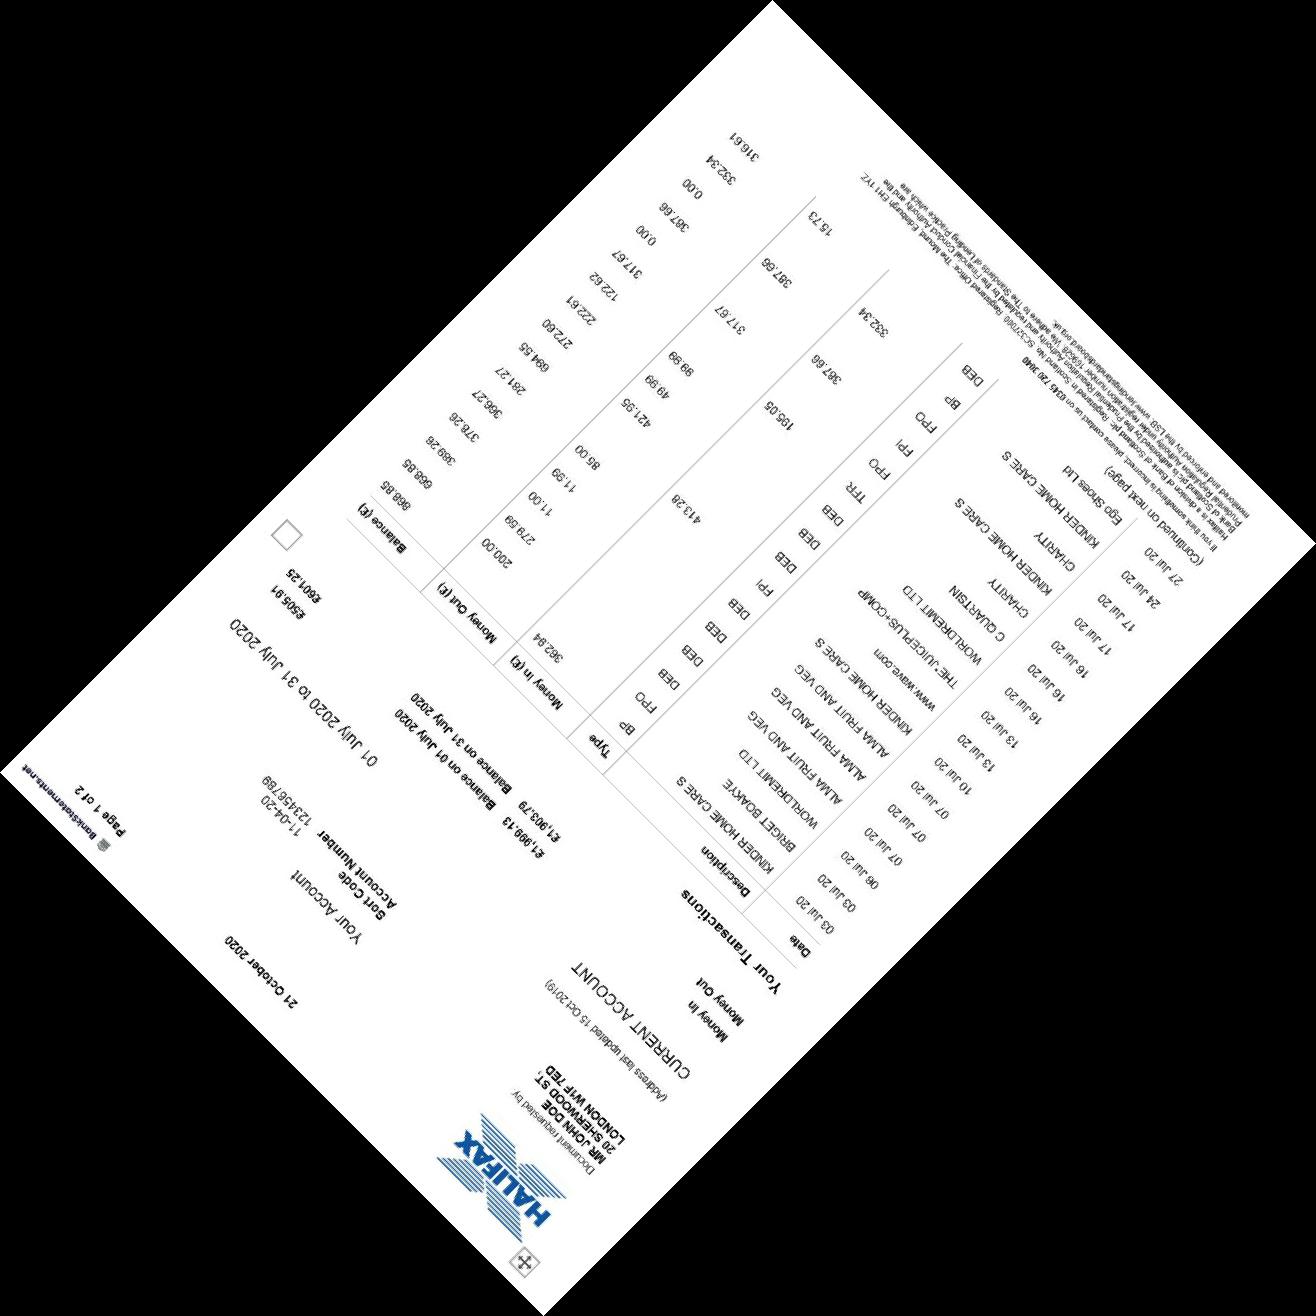 HALIFAX
BankStatements.net
Page 1 of 2
21 October 2020
Document requested by:
MR JOHN DOE
20 SHERWOOD ST,
LONDON W1F 7ED
(Address last updated 15 Oct 2019)
Your Account
Sort Code 11-04-20
Account Number 123456789
CURRENT ACCOUNT 01 July 2020 to 31 July 2020
Money In £1,999.13 Balance on 01 July 2020 £505.91
Money Out £1,903.79 Balance on 31 July 2020 £601.25
Your Transactions
Date Description Type Money In (£) Money Out (£) Balance (£)
03 Jul 20 KINDER HOME CARE S BP 362.94 868.85
03 Jul 20 BRIGET BOAKYE FPO 200.00 668.85
06 Jul 20 WORLDREMIT LTD DEB 279.59 389.26
07 Jul 20 ALMA FRUIT AND VEG DEB 11.00 378.26
07 Jul 20 ALMA FRUIT AND VEG DEB 11.99 366.27
07 Jul 20 ALMA FRUIT AND VEG DEB 85.00 281.27
10 Jul 20 KINDER HOME CARE S FPI 413.28 694.55
13 Jul 20 www.wave.com DEB 421.95 272.60
13 Jul 20 THE *JUICEPLUS+COMP DEB 49.99 222.61
16 Jul 20 WORLDREMIT LTD DEB 99.99 122.62
16 Jul 20 C QUARTSIN TFR 195.05 317.67
16 Jul 20 CHARITY FPO 317.67 0.00
17 Jul 20 KINDER HOME CARE S FPI 387.66 387.66
17 Jul 20 CHARITY FPO 387.66 0.00
24 Jul 20 KINDER HOME CARE S BP 332.34 332.34
27 Jul 20 Ego Shoes Ltd DEB 15.73 316.61
(Continued on next page)
If you think something is incorrect, please contact us on 0345 720 3040
Halifax is a division of Bank of Scotland plc. Registered in Scotland No. SC327000 Registered Office: The Mound, Edinburgh EH1 1YZ.
Bank of Scotland plc is authorised by the Prudential Regulation Authority and regulated by the Financial Conduct Authority and the
Prudential Regulation Authority under registration number 169628. We adhere to The Standards of Lending Practice which are
monitored and enforced by the LSB: www.lendingstandardsboard.org.uk.